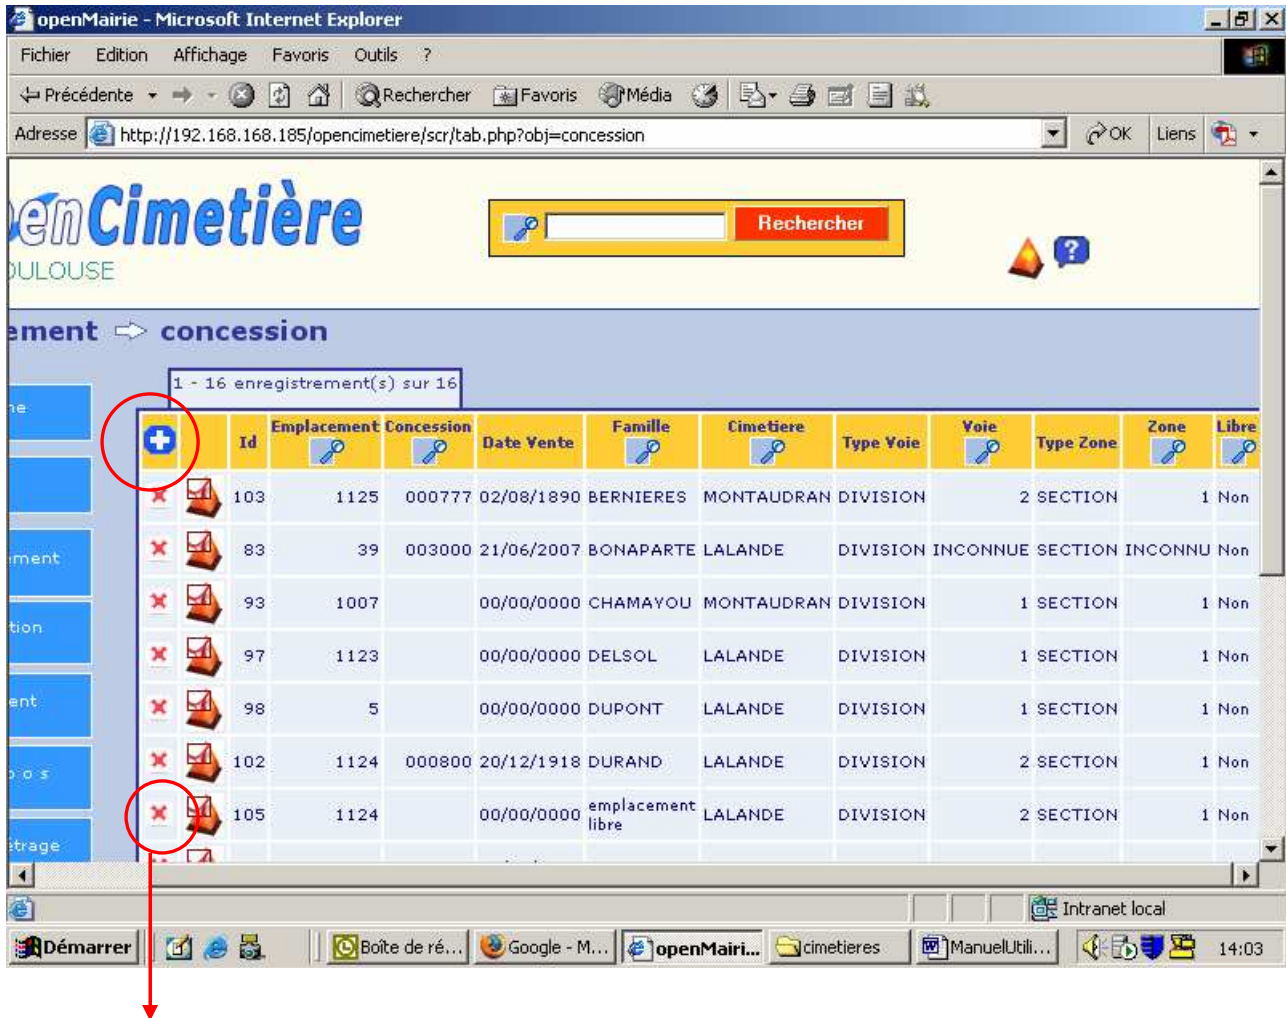 openMairie - Microsoft Internet Explorer
Fichier Edition Affichage Favoris Outils ?
Précédente Rechercher Favoris Média
Adresse http://192.168.168.185/opencimetiere/scr/tab.php?obj=concession OK Liens
penCimetière
OULOUSE
Rechercher
?
ement ⇨ concession
1 - 16 enregistrement(s) sur 16
ne
ement
tion
ent
p o s
étrage
Id Emplacement Concession Date Vente Famille Cimetiere Type Voie Voie Type Zone Zone Libre
103 1125 000777 02/08/1890 BERNIERES MONTAUDRAN DIVISION 2 SECTION 1 Non
83 39 003000 21/06/2007 BONAPARTE LALANDE DIVISION INCONNUE SECTION INCONNU Non
93 1007 00/00/0000 CHAMAYOU MONTAUDRAN DIVISION 1 SECTION 1 Non
97 1123 00/00/0000 DELSOL LALANDE DIVISION 1 SECTION 1 Non
98 5 00/00/0000 DUPONT LALANDE DIVISION 1 SECTION 1 Non
102 1124 000800 20/12/1918 DURAND LALANDE DIVISION 2 SECTION 1 Non
105 1124 00/00/0000 emplacement libre LALANDE DIVISION 2 SECTION 1 Non
Intranet local
Démarrer Boîte de ré... Google - M... openMairi... cimetieres ManuelUtili... 14:03